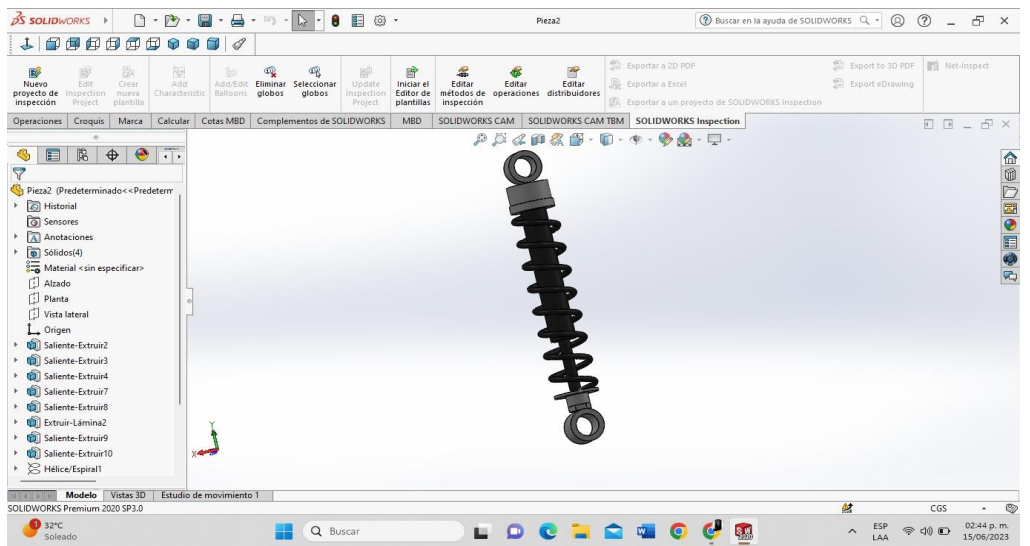 SOLIDWORKS
Pieza2
Buscar en la ayuda de SOLIDWORKS
Nuevo proyecto de inspección
Edit Inspection Project
Crear nueva plantilla
Add Characteristic
Add/Edit Balloons
Eliminar globos
Seleccionar globos
Update Inspection Project
Iniciar el Editor de plantillas
Editar métodos de inspección
Editar operaciones
Editar distribuidores
Exportar a 2D PDF
Exportar a Excel
Exportar a un proyecto de SOLIDWORKS Inspection
Export to 3D PDF
Export eDrawing
Net-Inspect
Operaciones Croquis Marca Calcular Cotas MBD Complementos de SOLIDWORKS MBD SOLIDWORKS CAM SOLIDWORKS CAM TBM SOLIDWORKS Inspection
Pieza2 (Predeterminado<<Predeterm
Historial
Sensores
Anotaciones
Sólidos(4)
Material <sin especificar>
Alzado
Planta
Vista lateral
Origen
Saliente-Extruir2
Saliente-Extruir3
Saliente-Extruir4
Saliente-Extruir7
Saliente-Extruir8
Extruir-Lámina2
Saliente-Extruir9
Saliente-Extruir10
Hélice/Espiral1
Y
X
Modelo Vistas 3D Estudio de movimiento 1
SOLIDWORKS Premium 2020 SP3.0
CGS
1
32°C
Soleado
Buscar
ESP
LAA
02:44 p. m.
15/06/2023